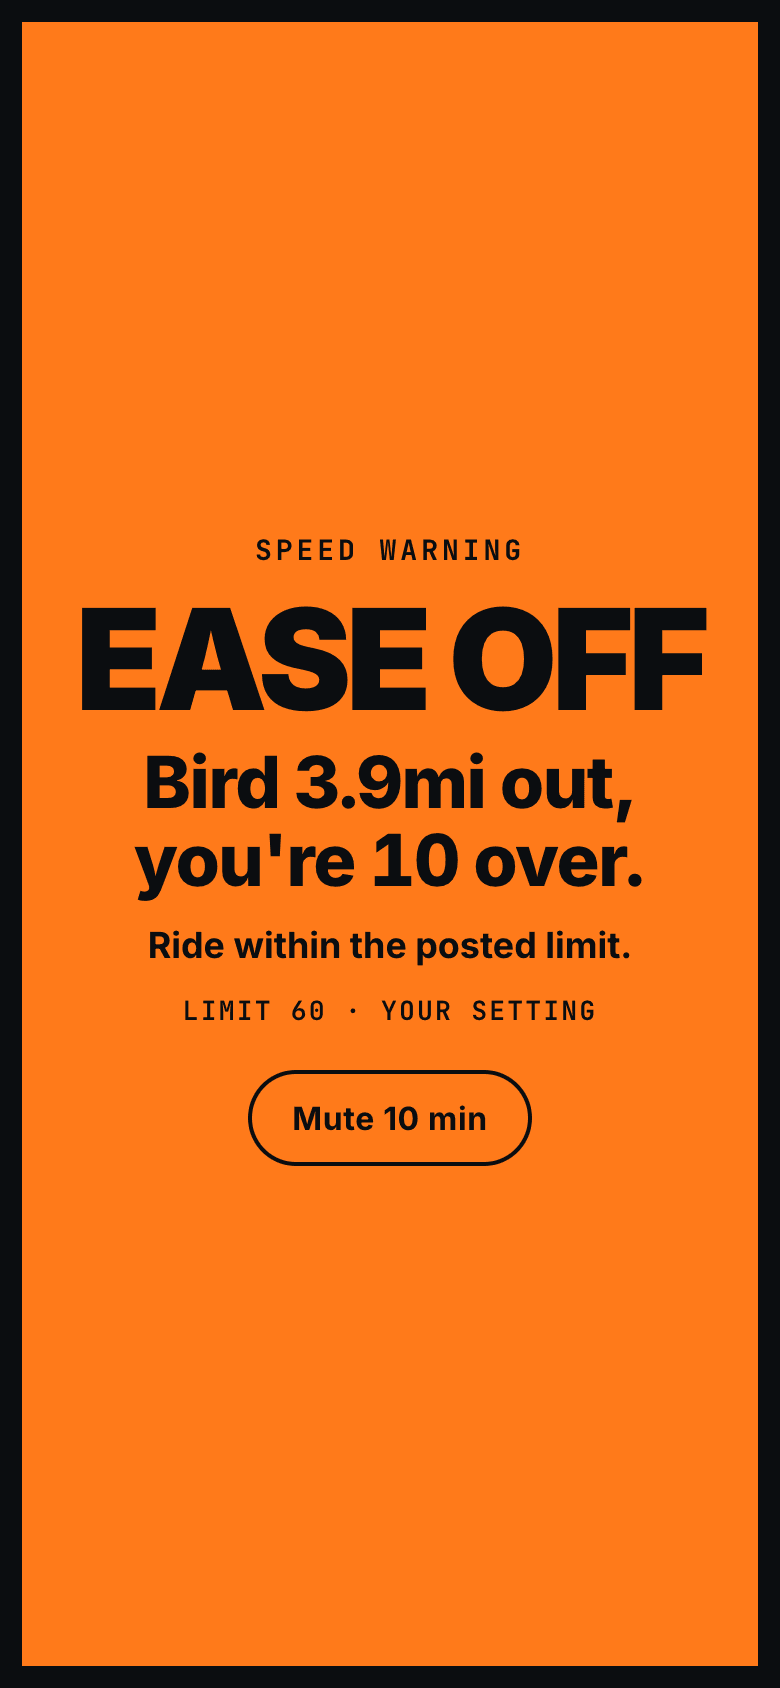 SPEED WARNING
EASE OFF
Bird 3.9mi out,
you're 10 over.
Ride within the posted limit.
LIMIT 60 · YOUR SETTING
Mute 10 min